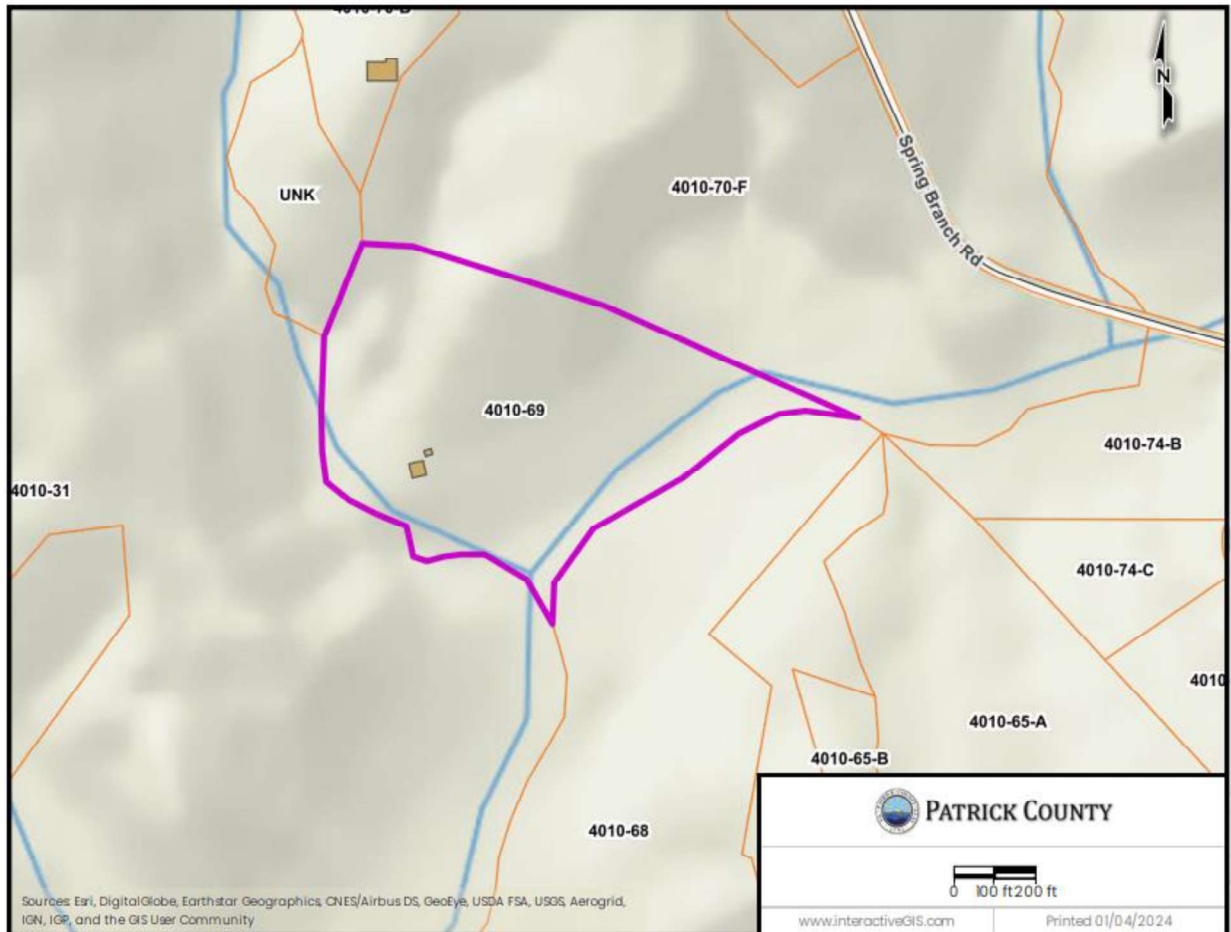 N
UNK
4010-70-F
Spring Branch Rd
4010-69
4010-74-B
4010-31
4010-74-C
4010
4010-65-A
4010-65-B
4010-68
PATRICK COUNTY
0 100 ft 200 ft
www.interactiveGIS.com
Printed 01/04/2024
Sources: Esri, DigitalGlobe, Earthstar Geographics, CNES/Airbus DS, GeoEye, USDA FSA, USGS, Aerogrid,
IGN, IGP, and the GIS User Community